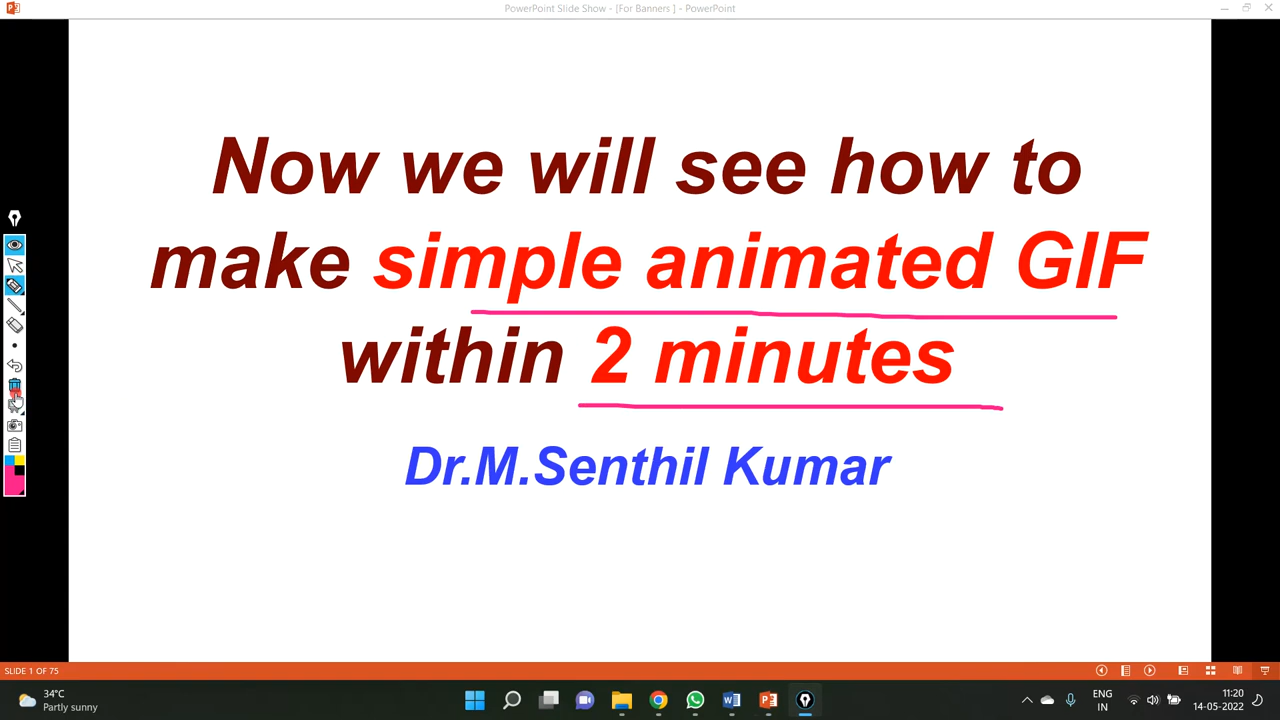 PowerPoint Slide Show - [For Banners ] - PowerPoint
Now we will see how to
make simple animated GIF
within 2 minutes
Dr.M.Senthil Kumar
SLIDE 1 OF 75
34°C
Partly sunny
ENG
IN
11:20
14-05-2022